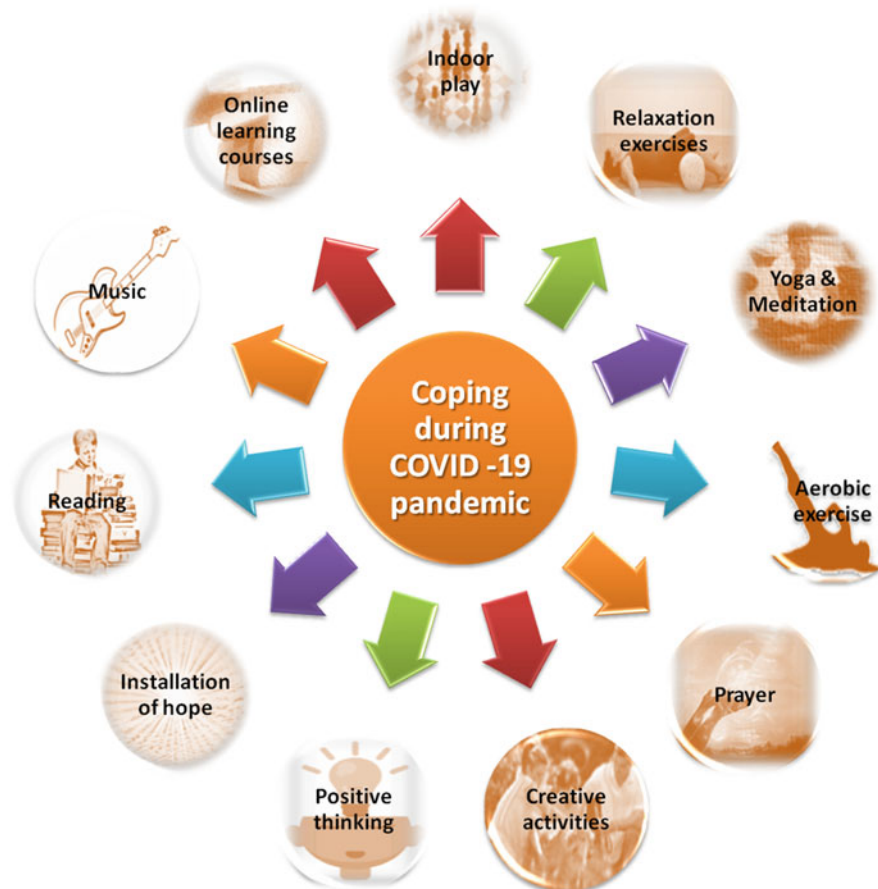 Indoor
play
Relaxation
exercises
Yoga &
Meditation
Aerobic
exercise
Prayer
Creative
activities
Positive
thinking
Installation
of hope
Reading
Music
Online
learning
courses
Coping
during
COVID -19
pandemic